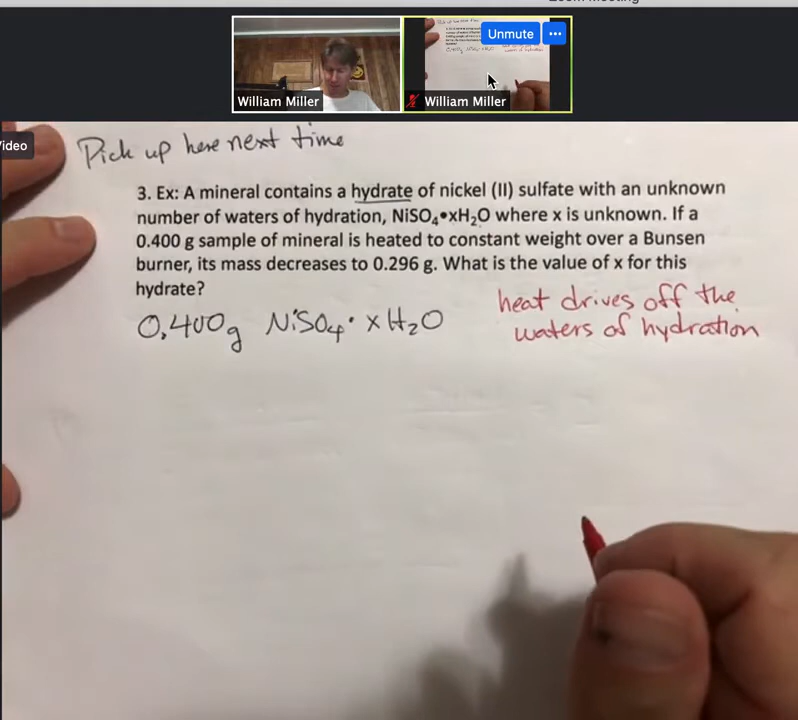 Zoom Meeting
Unmute
William Miller
William Miller
Video
Pick up here next time
3. Ex: A mineral contains a hydrate of nickel (II) sulfate with an unknown
number of waters of hydration, NiSO₄•xH₂O where x is unknown. If a
0.400 g sample of mineral is heated to constant weight over a Bunsen
burner, its mass decreases to 0.296 g. What is the value of x for this
hydrate?
heat drives off the
waters of hydration
0.400g NiSO₄• xH₂O